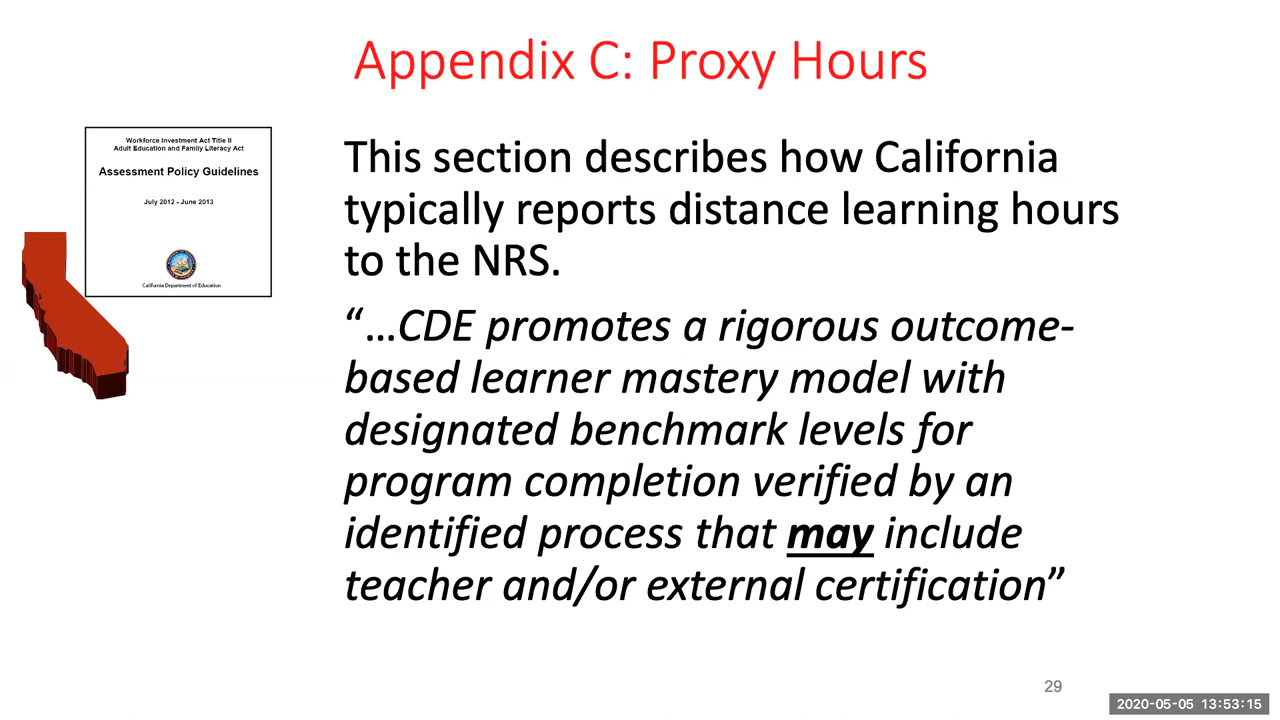 Appendix C: Proxy Hours
Workforce Investment Act Title II
Adult Education and Family Literacy Act
Assessment Policy Guidelines
July 2012 - June 2013
California Department of Education
This section describes how California
typically reports distance learning hours
to the NRS.
“…CDE promotes a rigorous outcome-
based learner mastery model with
designated benchmark levels for
program completion verified by an
identified process that may include
teacher and/or external certification”
29
2020-05-05 13:53:15